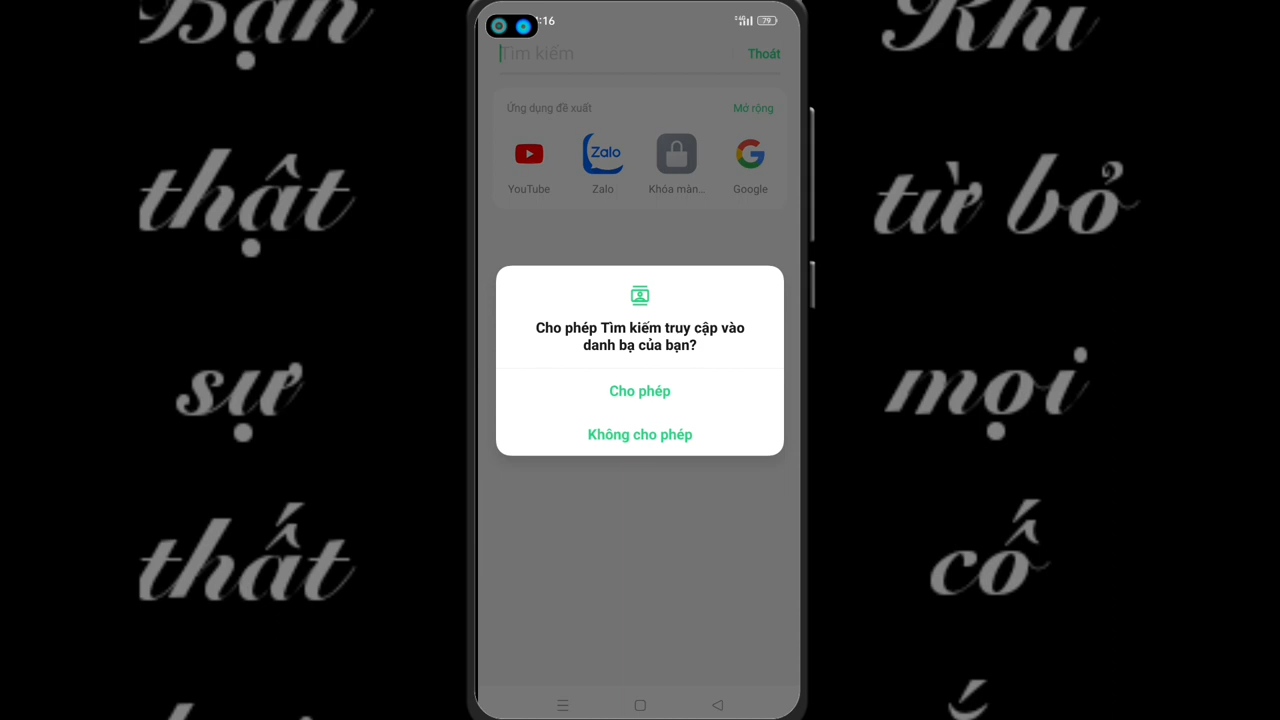 Bạn
thật
sự
thất
:16
79
Tìm kiếm
Thoát
Ứng dụng đề xuất
Mở rộng
Zalo
YouTube
Zalo
Khóa màn...
Google
Cho phép Tìm kiếm truy cập vào
danh bạ của bạn?
Cho phép
Không cho phép
Khi
từ bỏ
mọi
cố